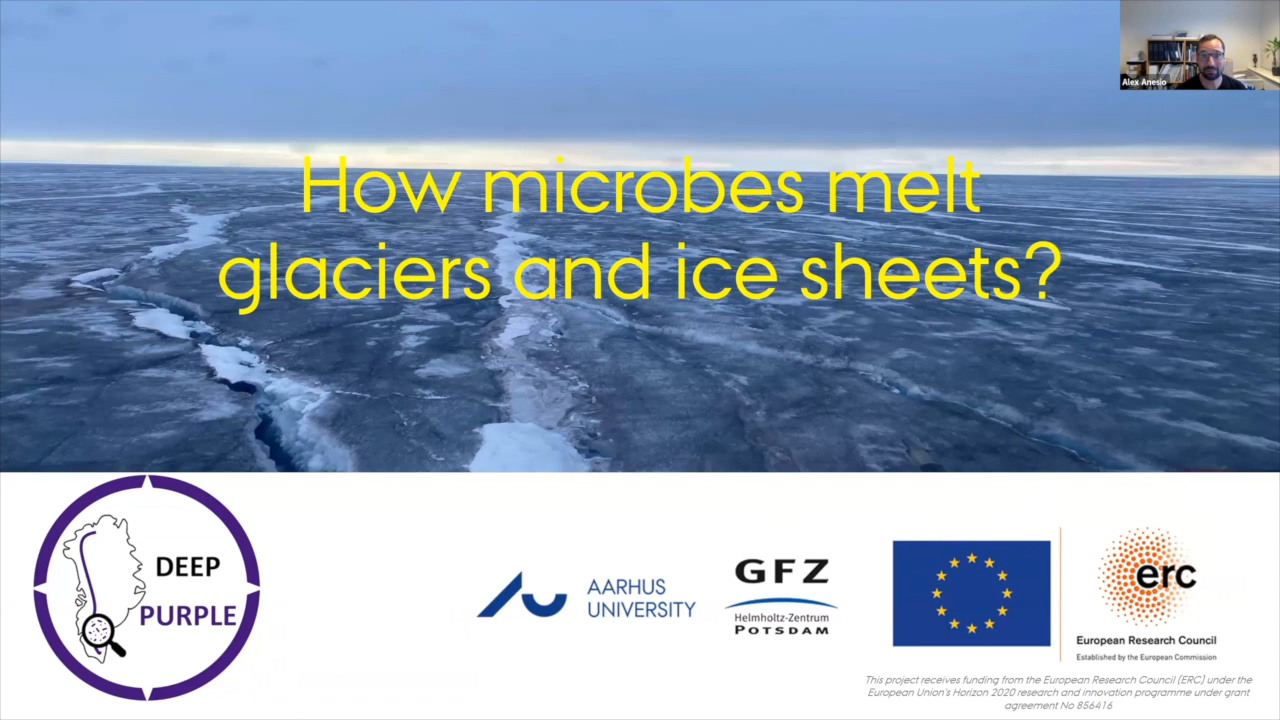 Alex Anesio
How microbes melt
glaciers and ice sheets?
DEEP
PURPLE
AARHUS
UNIVERSITY
GFZ
Helmholtz-Zentrum
POTSDAM
erc
European Research Council
Established by the European Commission
This project receives funding from the European Research Council (ERC) under the
European Union's Horizon 2020 research and innovation programme under grant
agreement No 856416